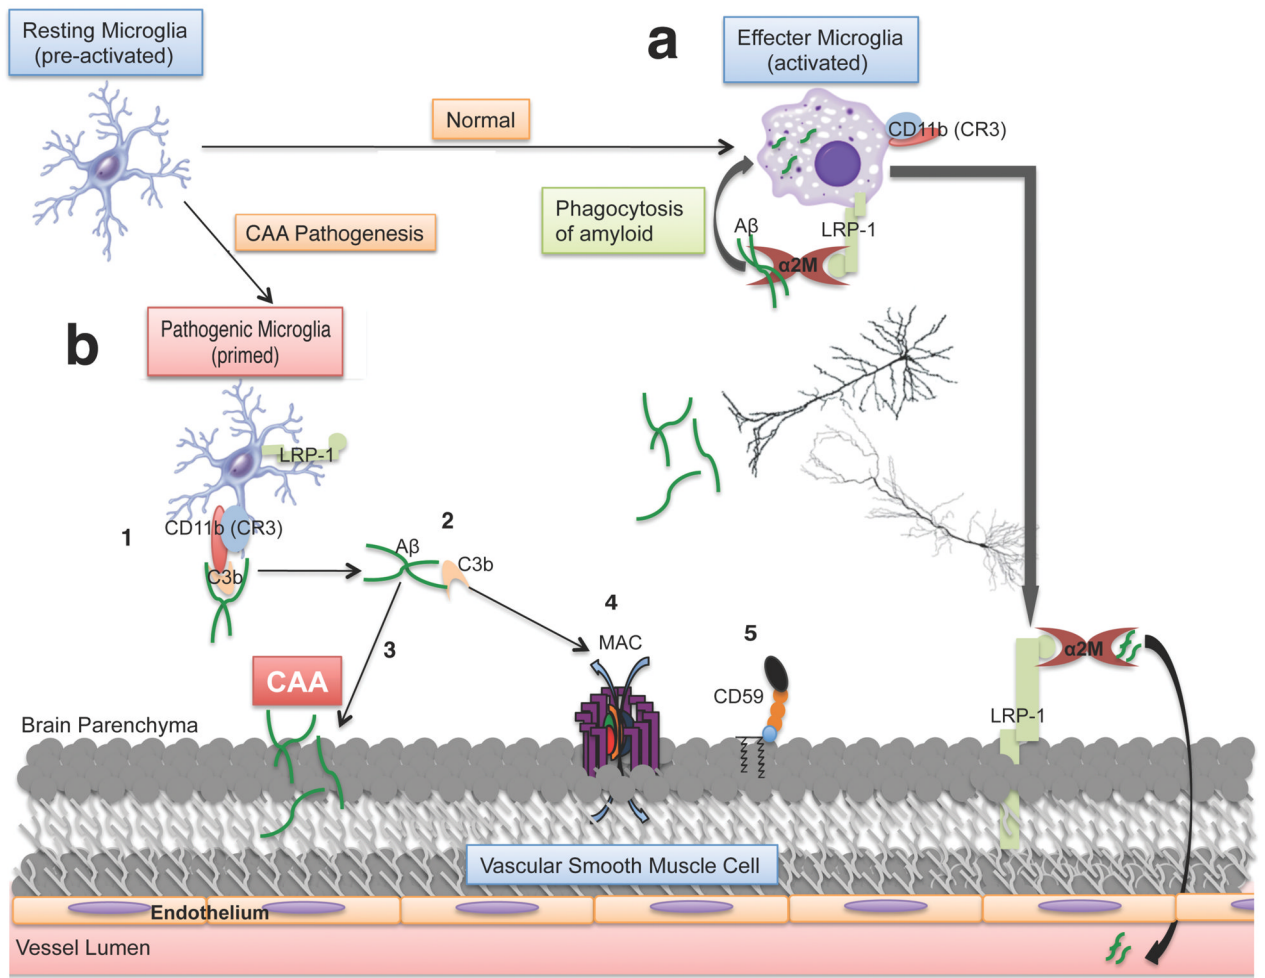 Resting Microglia
(pre-activated)
a
Effecter Microglia
(activated)
Normal
CD11b (CR3)
CAA Pathogenesis
Phagocytosis
of amyloid
Aβ
LRP-1
α2M
b
Pathogenic Microglia
(primed)
LRP-1
1
CD11b (CR3)
C3b
2
Aβ
C3b
3
4
MAC
5
CD59
α2M
LRP-1
CAA
Brain Parenchyma
Vascular Smooth Muscle Cell
Endothelium
Vessel Lumen